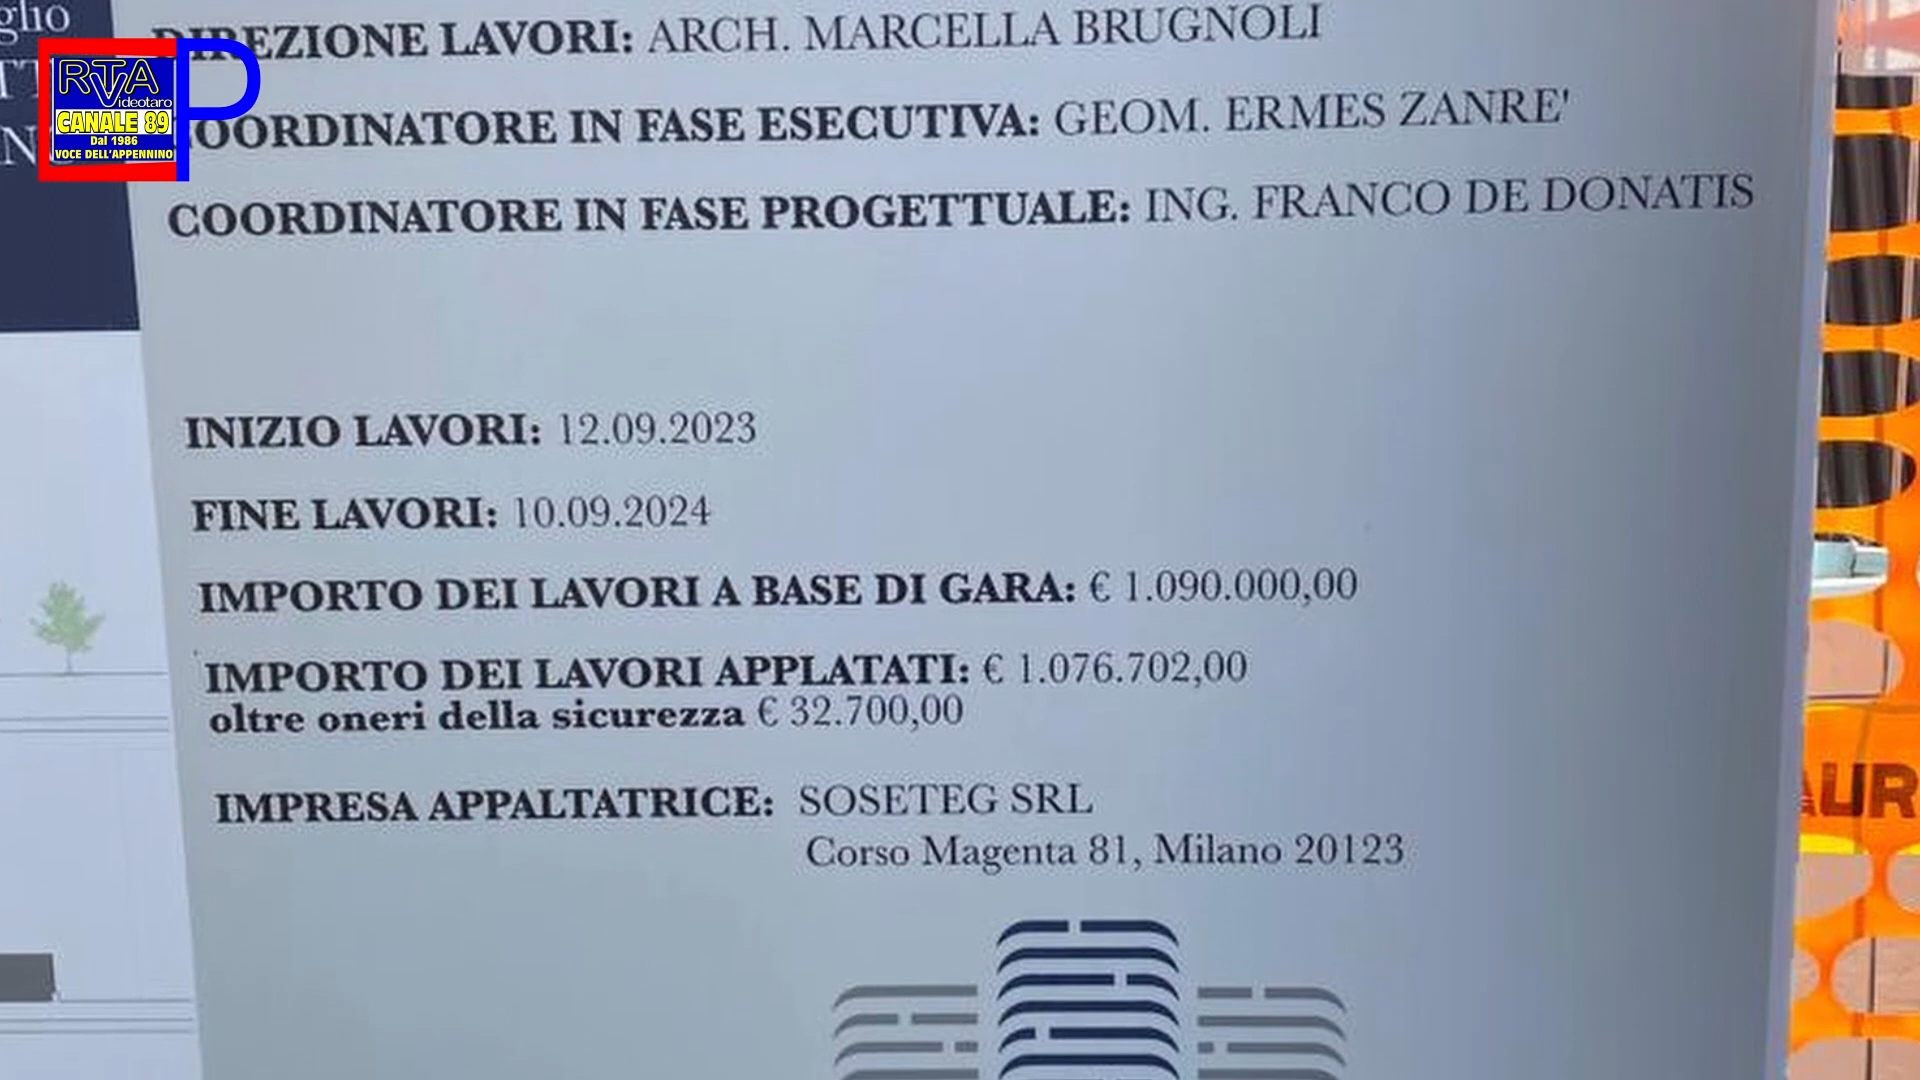 glio
DIREZIONE LAVORI: ARCH. MARCELLA BRUGNOLI
RTA
Videotaro
CANALE 89
Dal 1986
VOCE DELL'APPENNINO
P
COORDINATORE IN FASE ESECUTIVA: GEOM. ERMES ZANRE'
COORDINATORE IN FASE PROGETTUALE: ING. FRANCO DE DONATIS
INIZIO LAVORI: 12.09.2023
FINE LAVORI: 10.09.2024
IMPORTO DEI LAVORI A BASE DI GARA: € 1.090.000,00
IMPORTO DEI LAVORI APPLATATI: € 1.076.702,00
oltre oneri della sicurezza € 32.700,00
IMPRESA APPALTATRICE: SOSETEG SRL
Corso Magenta 81, Milano 20123
AUR